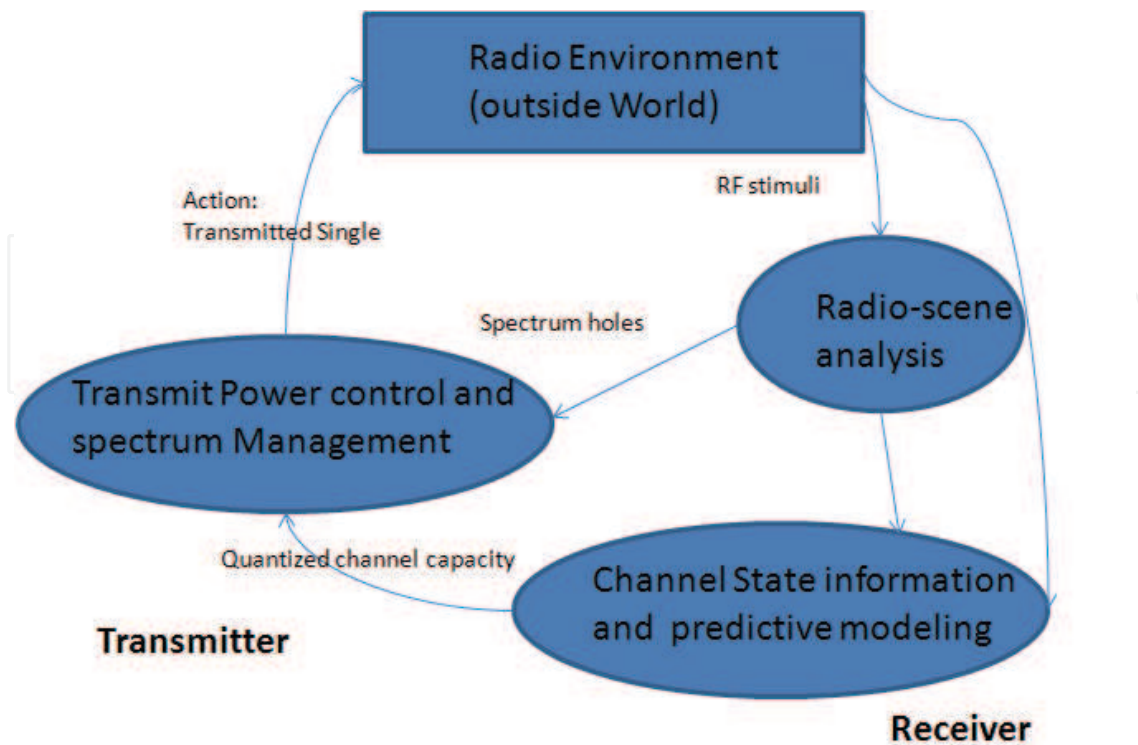 Radio Environment
(outside World)
RF stimuli
Action:
Transmitted Single
Radio-scene
analysis
Spectrum holes
Transmit Power control and
spectrum Management
Quantized channel capacity
Channel State information
and predictive modeling
Transmitter
Receiver